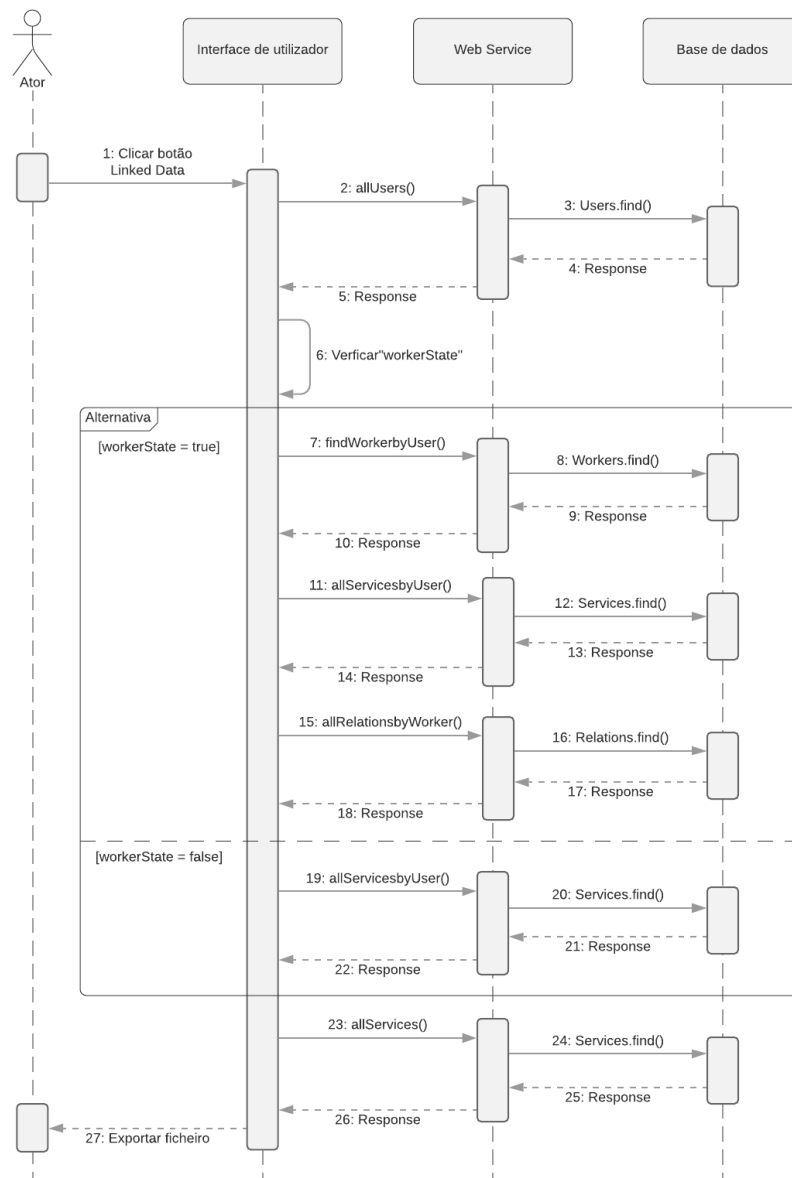 Ator
Interface de utilizador
Web Service
Base de dados
1: Clicar botão
Linked Data
2: allUsers()
3: Users.find()
4: Response
5: Response
6: Verficar"workerState"
Alternativa
[workerState = true]
7: findWorkerbyUser()
8: Workers.find()
9: Response
10: Response
11: allServicesbyUser()
12: Services.find()
13: Response
14: Response
15: allRelationsbyWorker()
16: Relations.find()
17: Response
18: Response
[workerState = false]
19: allServicesbyUser()
20: Services.find()
21: Response
22: Response
23: allServices()
24: Services.find()
25: Response
26: Response
27: Exportar ficheiro